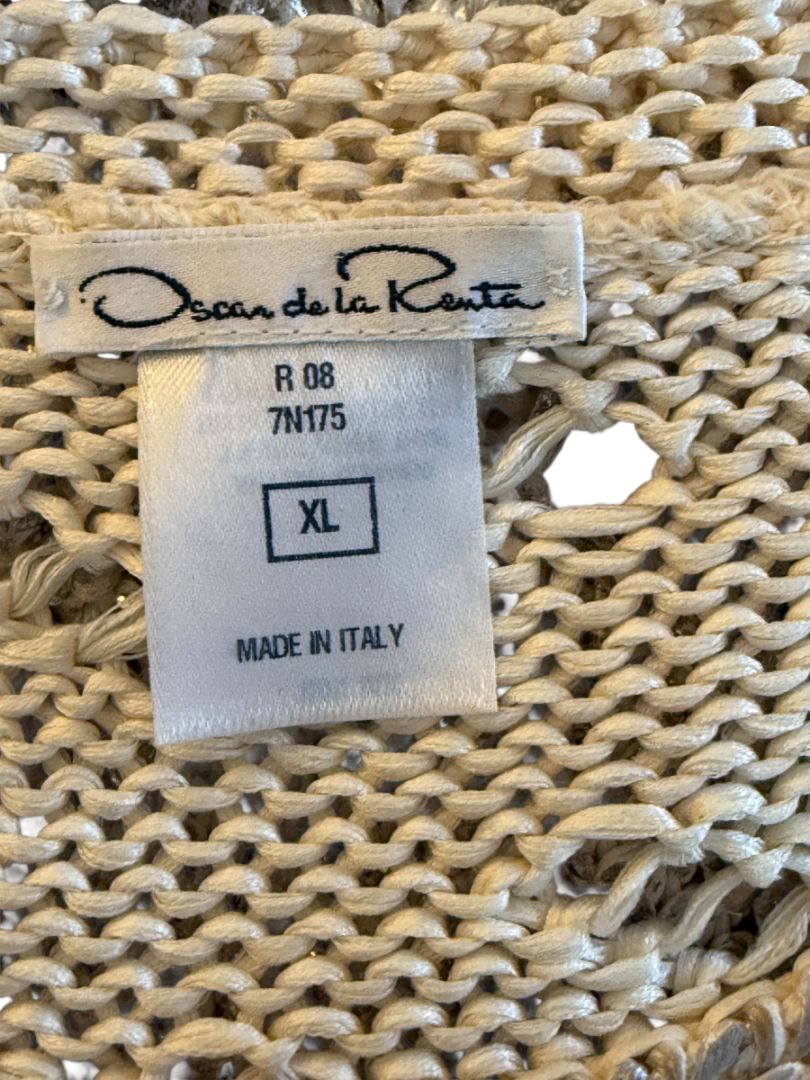 Oscar de la Renta
R 08
7N175
XL
MADE IN ITALY